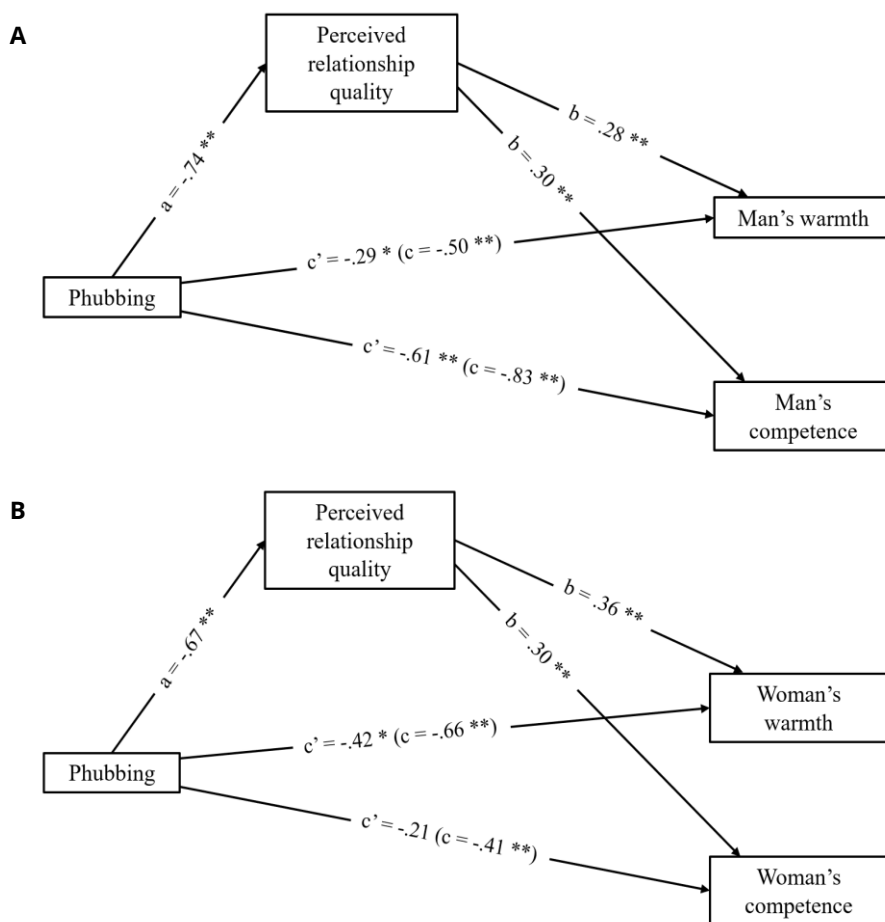 A
Perceived
relationship
quality
a = -.74 **
b = .28 **
b = .30 **
Man’s warmth
c’ = -.29 * (c = -.50 **)
Phubbing
c’ = -.61 ** (c = -.83 **)
Man’s
competence
B
Perceived
relationship
quality
a = -.67 **
b = .36 **
b = .30 **
Woman’s
warmth
c’ = -.42 * (c = -.66 **)
Phubbing
c’ = -.21 (c = -.41 **)
Woman’s
competence